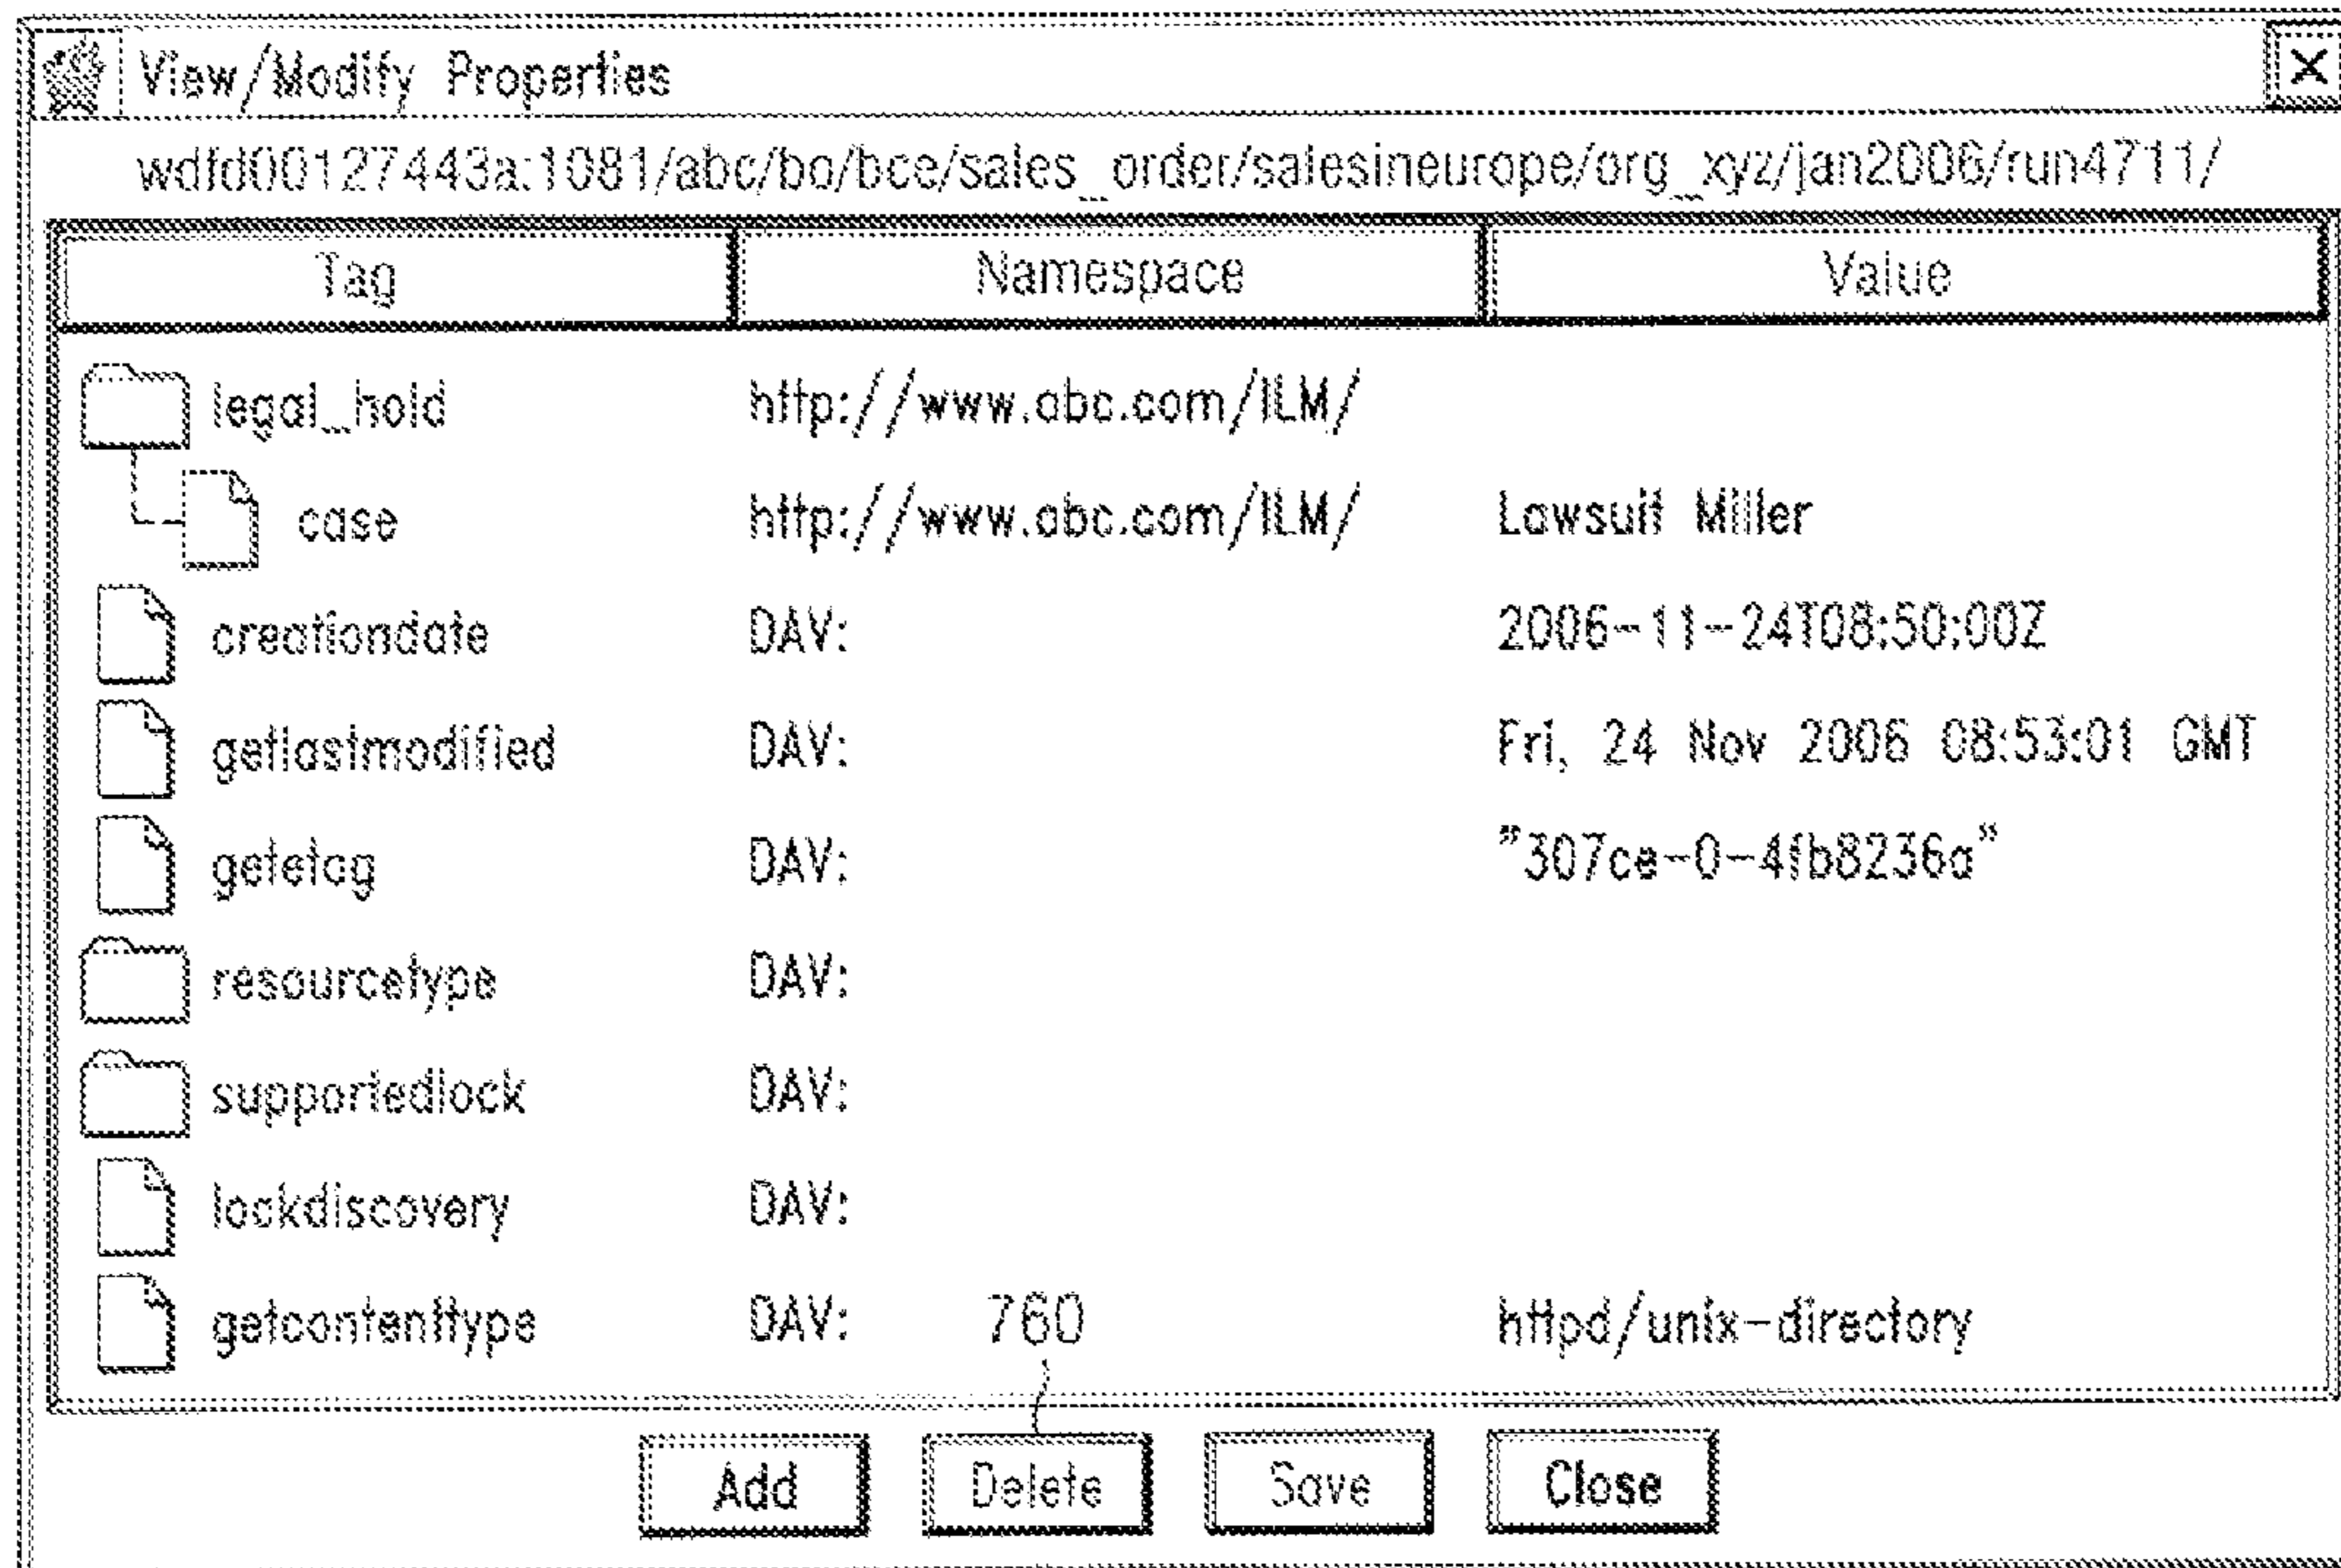 View/Modify Properties
wdfd00127443a:1081/abc/bo/bce/sales_order/salesineurope/org_xyz/jan2006/run4711/
Tag Namespace Value
legal_hold http://www.abc.com/ILM/
case http://www.abc.com/ILM/ Lawsuit Miller
creationdate DAV: 2006-11-24T08:50:00Z
getlastmodified DAV: Fri, 24 Nov 2006 08:53:01 GMT
getetag DAV: "307ce-0-4fb8236a"
resourcetype DAV:
supportedlock DAV:
lockdiscovery DAV:
getcontenttype DAV: 760 httpd/unix-directory
Add Delete Save Close